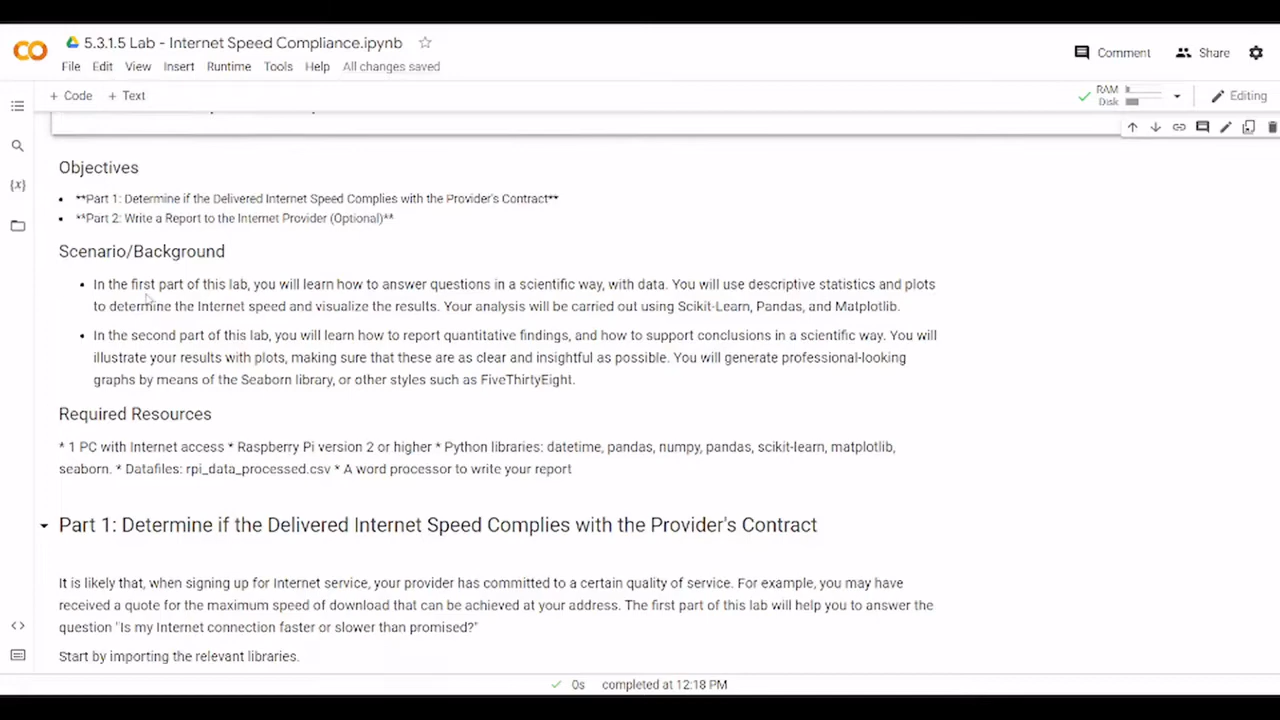 5.3.1.5 Lab - Internet Speed Compliance.ipynb
Comment
Share
File Edit View Insert Runtime Tools Help All changes saved
+ Code + Text
RAM
Disk
Editing
Objectives
• **Part 1: Determine if the Delivered Internet Speed Complies with the Provider's Contract**
• **Part 2: Write a Report to the Internet Provider (Optional)**
Scenario/Background
• In the first part of this lab, you will learn how to answer questions in a scientific way, with data. You will use descriptive statistics and plots
to determine the Internet speed and visualize the results. Your analysis will be carried out using Scikit-Learn, Pandas, and Matplotlib.
• In the second part of this lab, you will learn how to report quantitative findings, and how to support conclusions in a scientific way. You will
illustrate your results with plots, making sure that these are as clear and insightful as possible. You will generate professional-looking
graphs by means of the Seaborn library, or other styles such as FiveThirtyEight.
Required Resources
* 1 PC with Internet access * Raspberry Pi version 2 or higher * Python libraries: datetime, pandas, numpy, pandas, scikit-learn, matplotlib,
seaborn. * Datafiles: rpi_data_processed.csv * A word processor to write your report
Part 1: Determine if the Delivered Internet Speed Complies with the Provider's Contract
It is likely that, when signing up for Internet service, your provider has committed to a certain quality of service. For example, you may have
received a quote for the maximum speed of download that can be achieved at your address. The first part of this lab will help you to answer the
question "Is my Internet connection faster or slower than promised?"
Start by importing the relevant libraries.
0s completed at 12:18 PM